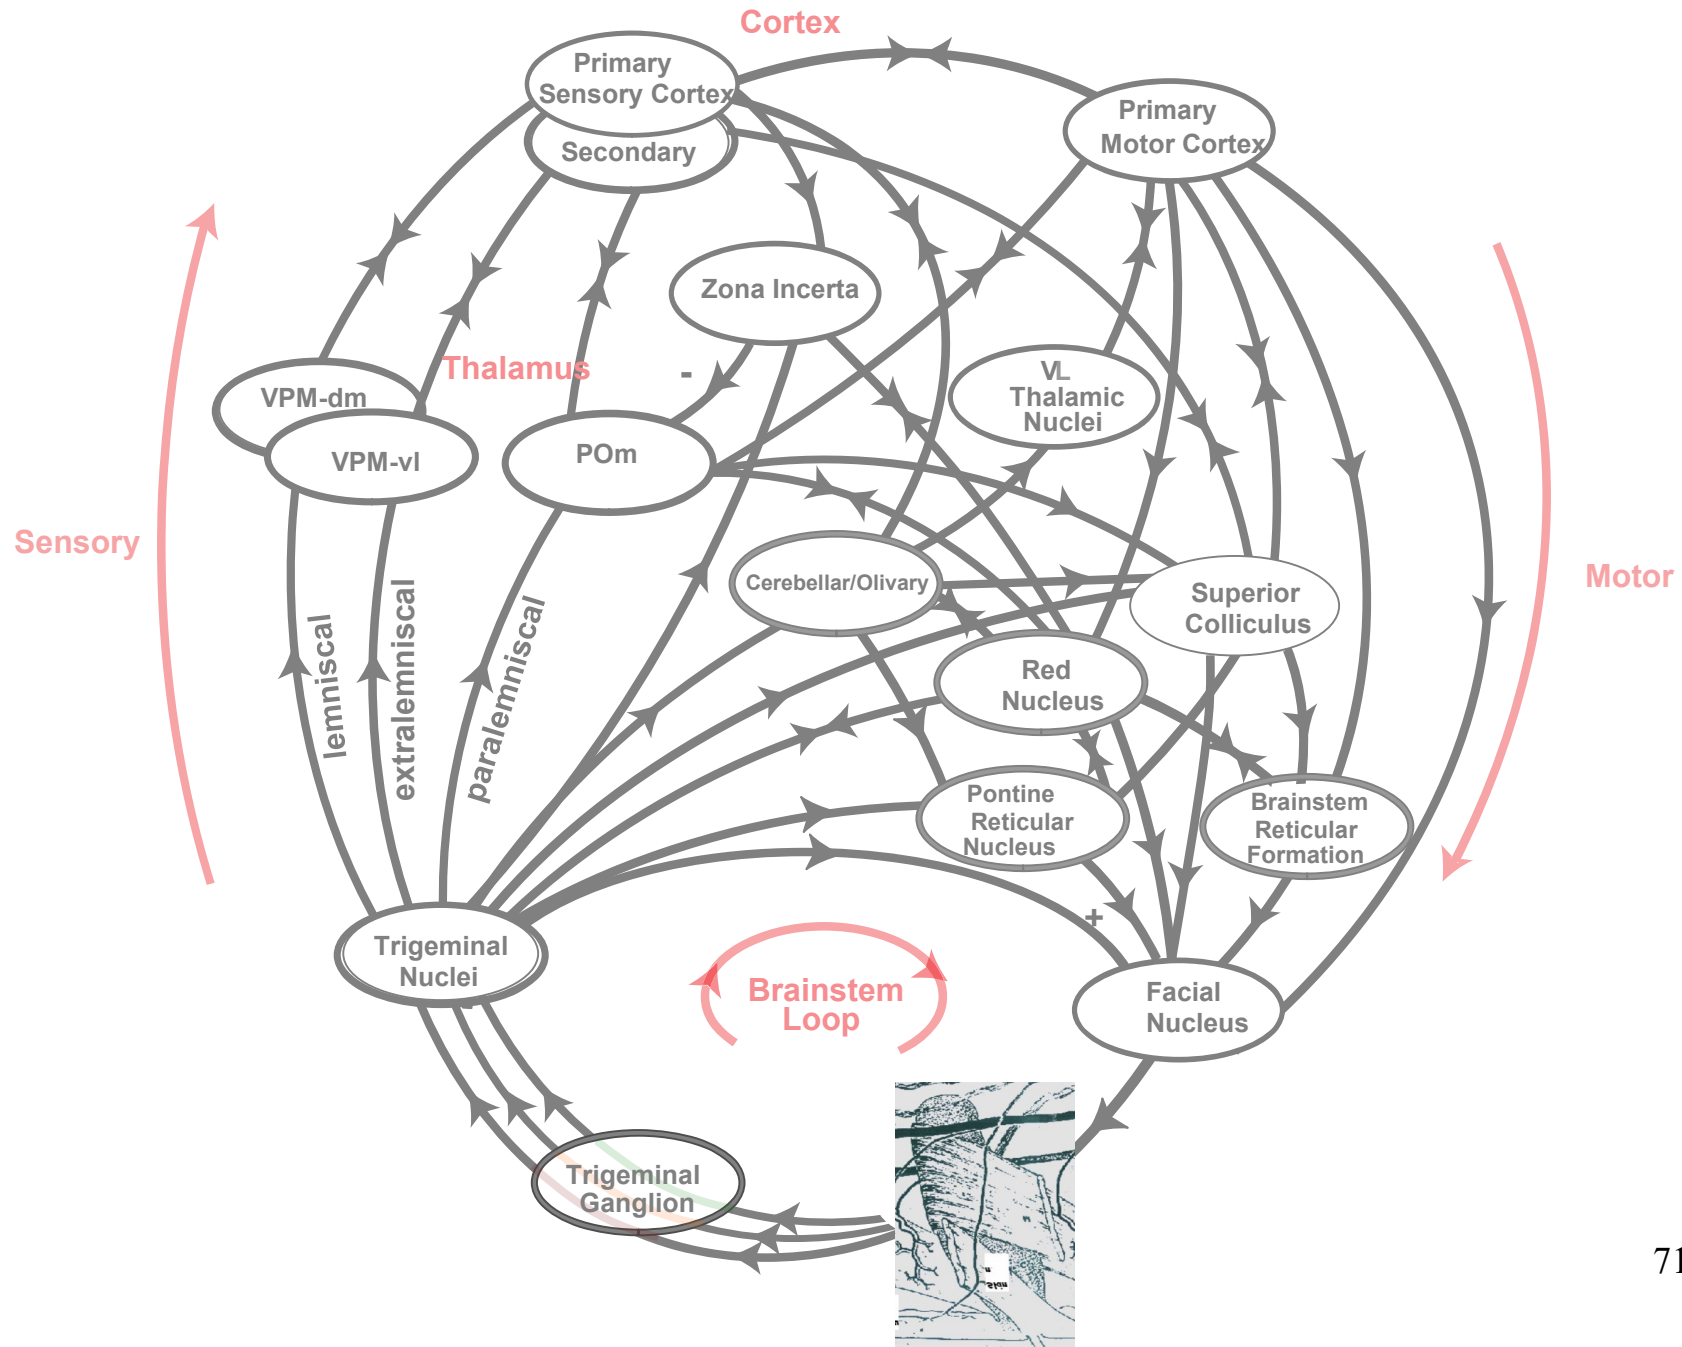 Cortex
Primary
Sensory Cortex
Secondary
Primary
Motor Cortex
Zona Incerta
Thalamus
-
VPM-dm
VPM-vl
POm
VL
Thalamic
Nuclei
Sensory
Motor
Cerebellar/Olivary
Superior
Colliculus
lemniscal
extralemniscal
paralemniscal
Red
Nucleus
Pontine
Reticular
Nucleus
Brainstem
Reticular
Formation
+
Trigeminal
Nuclei
Brainstem
Loop
Facial
Nucleus
Trigeminal
Ganglion
71